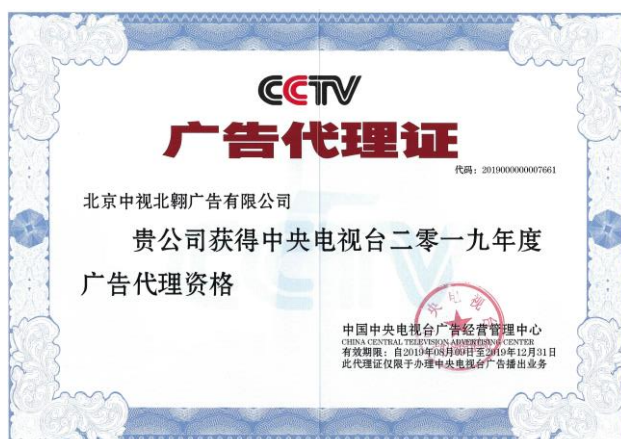 CCTV
广告代理证
代码：2019000000007661
北京中视北翱广告有限公司
贵公司获得中央电视台二零一九年度
广告代理资格
中国中央电视台广告经营管理中心
CHINA CENTRAL TELEVISION ADVERTISING CENTER
有效期限：自2019年08月09日至2019年12月31日
此代理证仅限于办理中央电视台广告播出业务